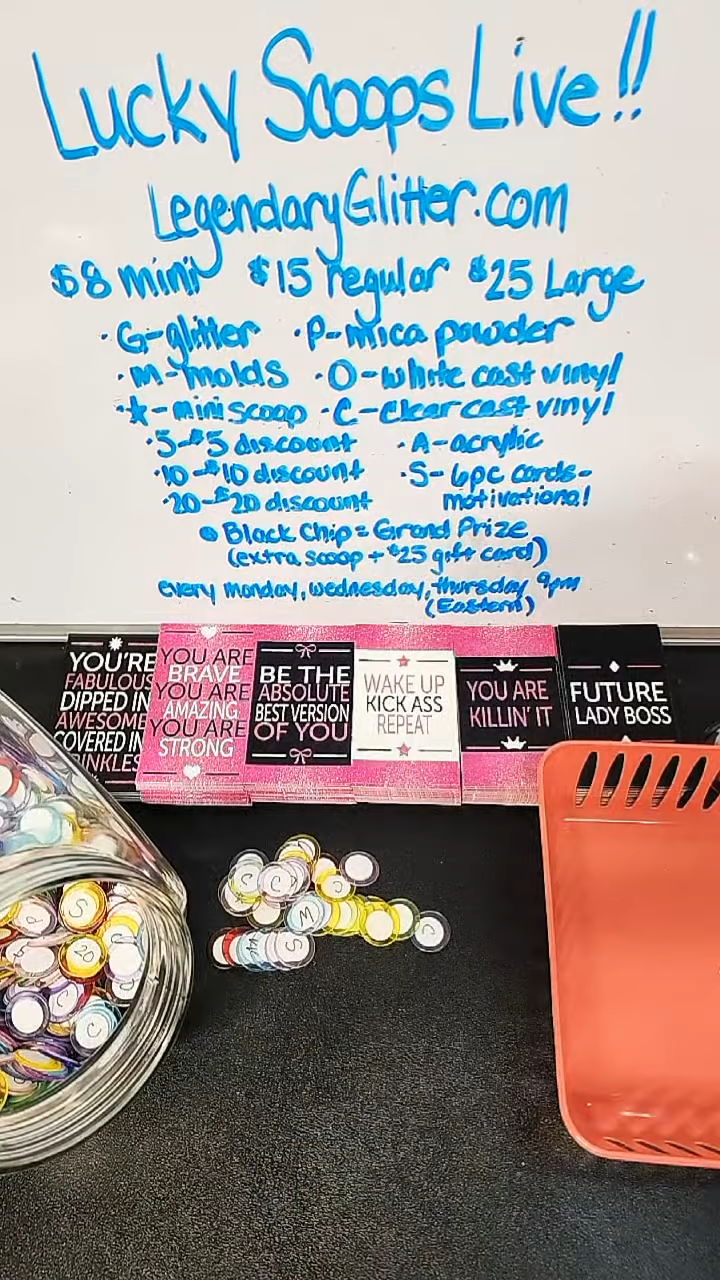 Lucky Scoops Live!!
LegendaryGlitter.com
$8 mini $15 regular $25 Large
·G-glitter ·P-mica powder
·M-molds ·O-white cast vinyl
·★-mini scoop ·C-clear cast vinyl
·5-$5 discount ·A-acrylic
·10-$10 discount ·S-6pc cards-
·20-$20 discount motivational
● Black Chip = Grand Prize
(extra scoop + $25 gift card)
every monday, wednesday, thursday 9pm
(Eastern)
YOU'RE
FABULOUS
DIPPED IN
AWESOME
COVERED IN
YOU ARE
BRAVE
YOU ARE
AMAZING
YOU ARE
STRONG
BE THE
ABSOLUTE
BEST VERSION
OF YOU
WAKE UP
KICK ASS
REPEAT
YOU ARE
KILLIN' IT
FUTURE
LADY BOSS
C
C
C
M
C
S
S
20
C